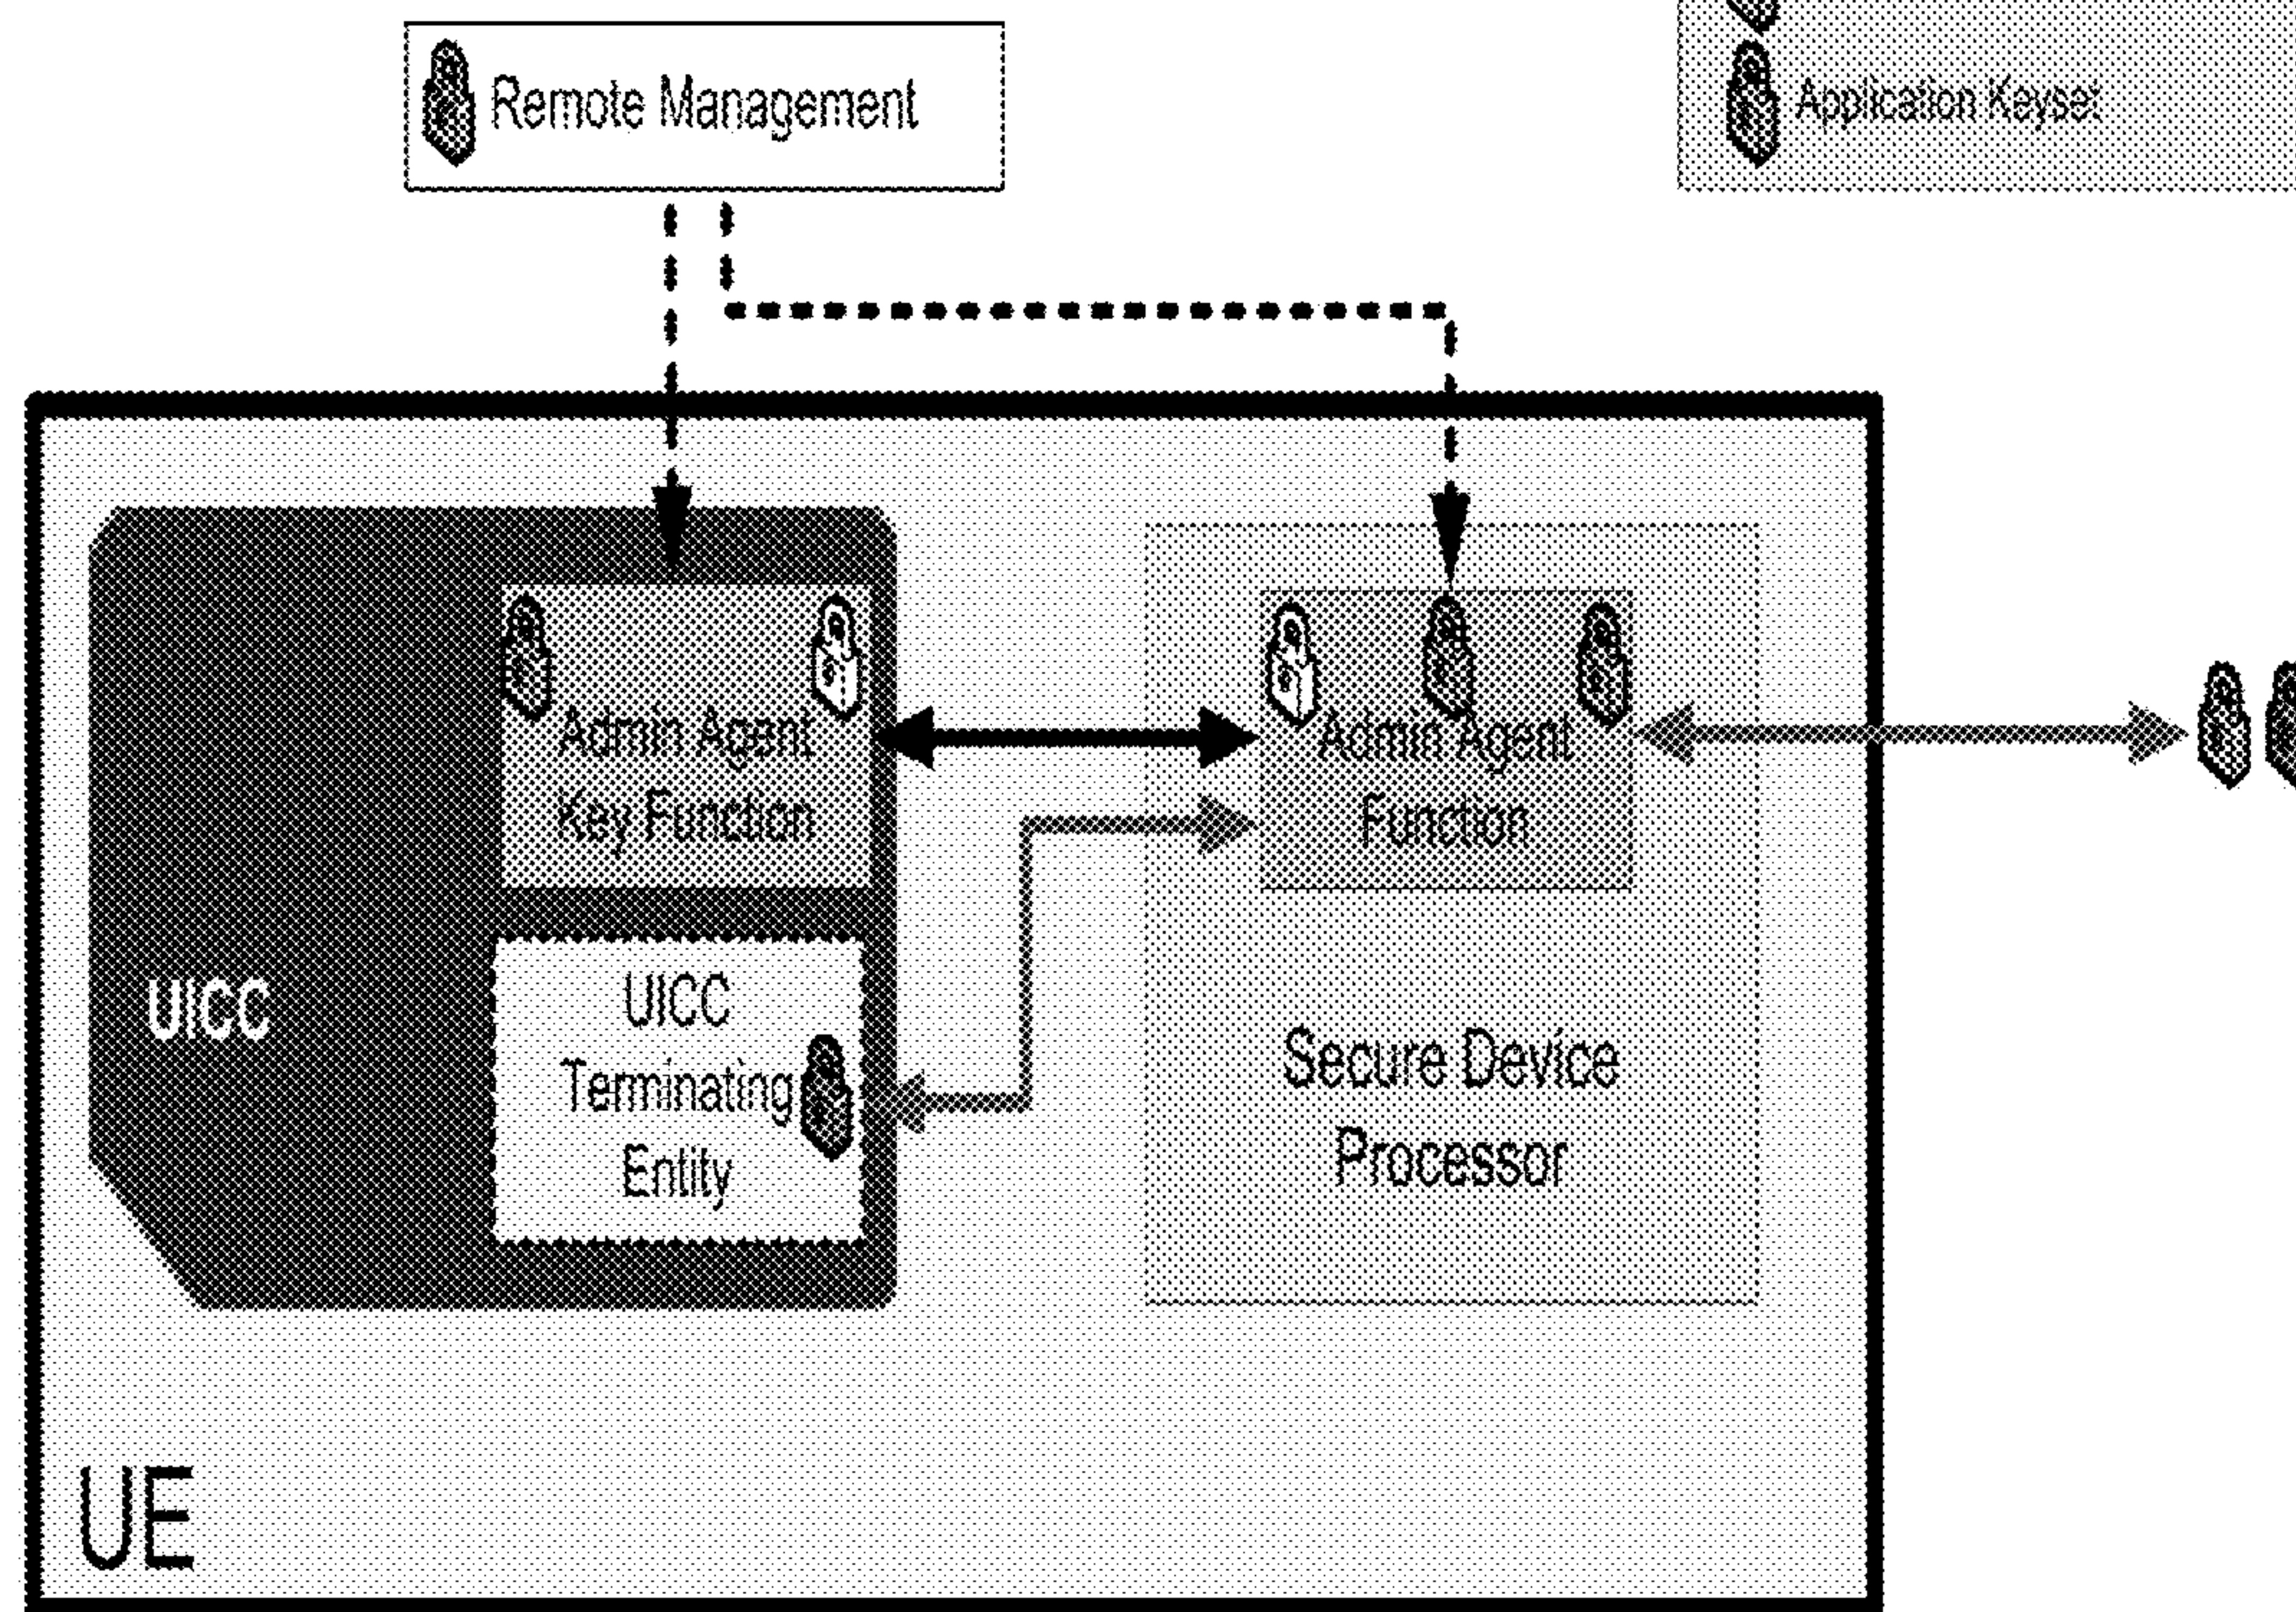 Remote Management
Application Keyset
Admin Agent
Key Function
Admin Agent
Function
UICC
UICC
Terminating
Entity
Secure Device
Processor
UE